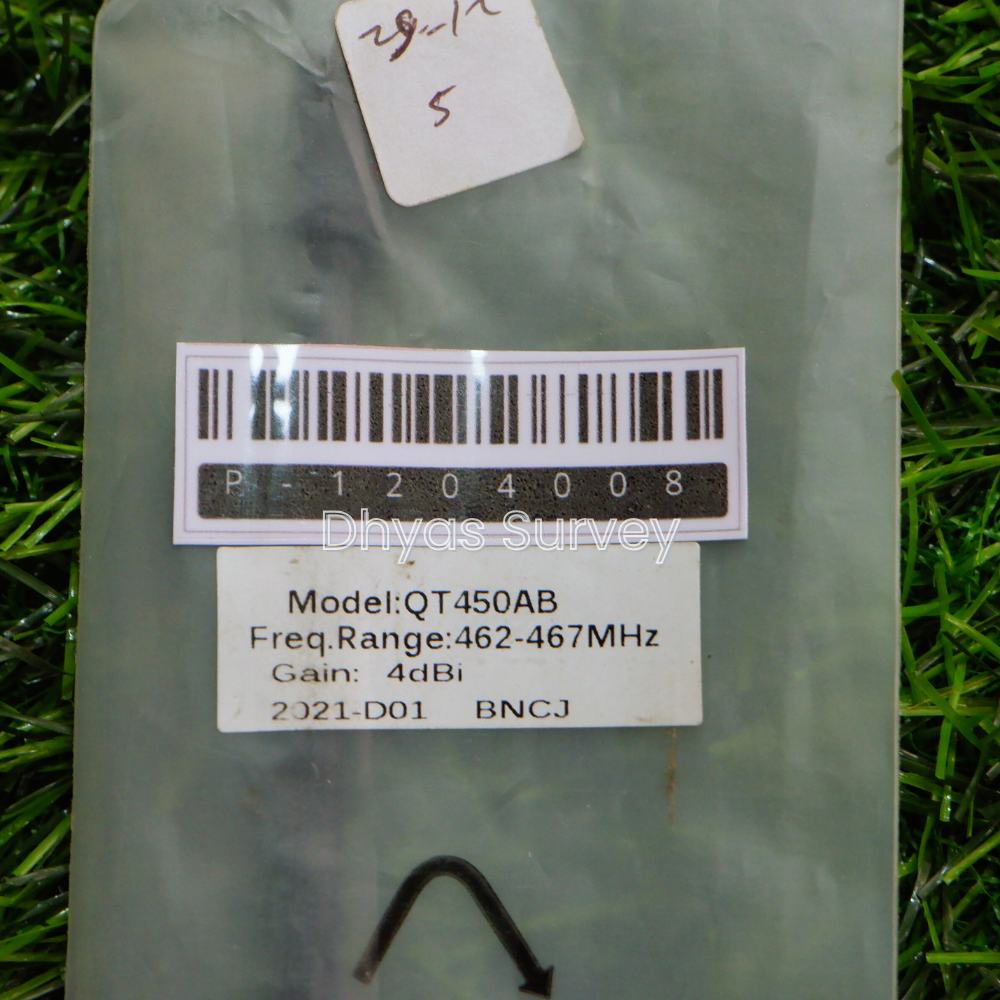 5
P-1204008
Dhyas Survey
Model:QT450AB
Freq.Range:462-467MHz
Gain: 4dBi
2021-D01 BNCJ